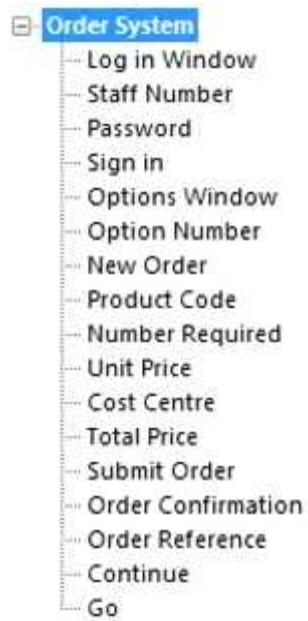 Order System
Log in Window
Staff Number
Password
Sign in
Options Window
Option Number
New Order
Product Code
Number Required
Unit Price
Cost Centre
Total Price
Submit Order
Order Confirmation
Order Reference
Continue
Go